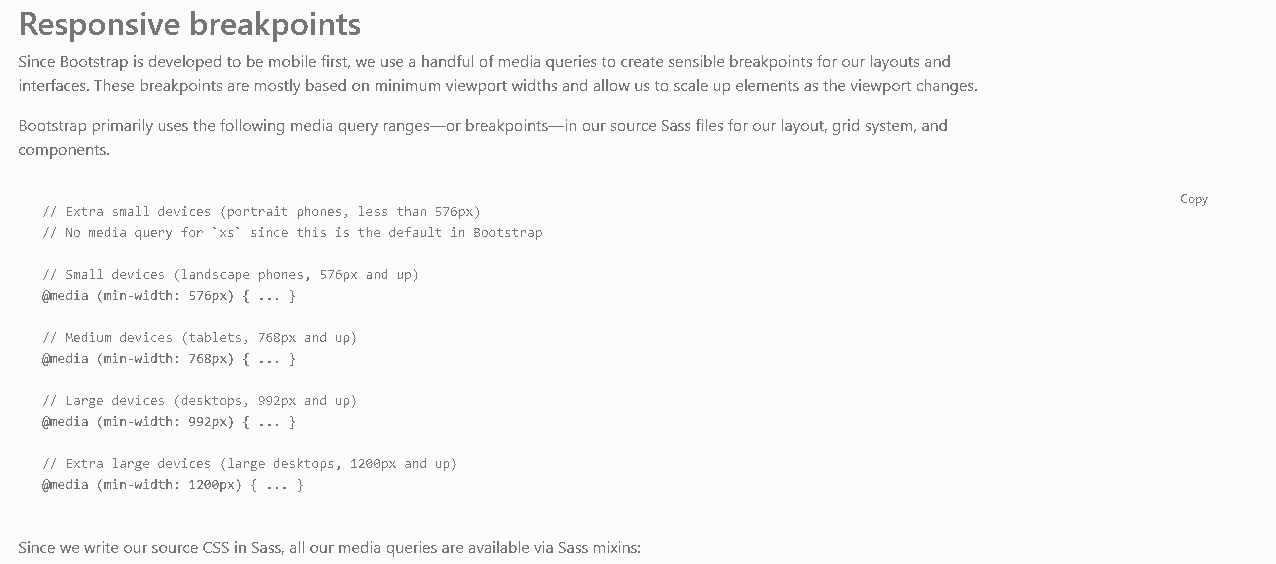 Responsive breakpoints
Since Bootstrap is developed to be mobile first, we use a handful of media queries to create sensible breakpoints for our layouts and
interfaces. These breakpoints are mostly based on minimum viewport widths and allow us to scale up elements as the viewport changes.
Bootstrap primarily uses the following media query ranges—or breakpoints—in our source Sass files for our layout, grid system, and
components.
Copy
// Extra small devices (portrait phones, less than 576px)
// No media query for `xs` since this is the default in Bootstrap
// Small devices (landscape phones, 576px and up)
@media (min-width: 576px) { ... }
// Medium devices (tablets, 768px and up)
@media (min-width: 768px) { ... }
// Large devices (desktops, 992px and up)
@media (min-width: 992px) { ... }
// Extra large devices (large desktops, 1200px and up)
@media (min-width: 1200px) { ... }
Since we write our source CSS in Sass, all our media queries are available via Sass mixins: